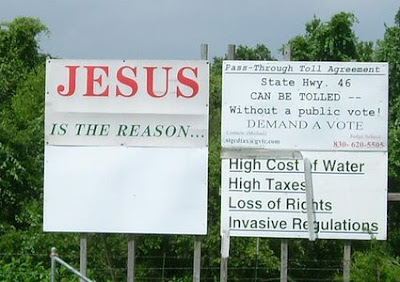 JESUS
IS THE REASON...
Pass-Through Toll Agreement
State Hwy. 46
CAN BE TOLLED --
Without a public vote!
DEMAND A VOTE
830- 620-5505
High Cost of Water
High Taxes
Loss of Rights
Invasive Regulations